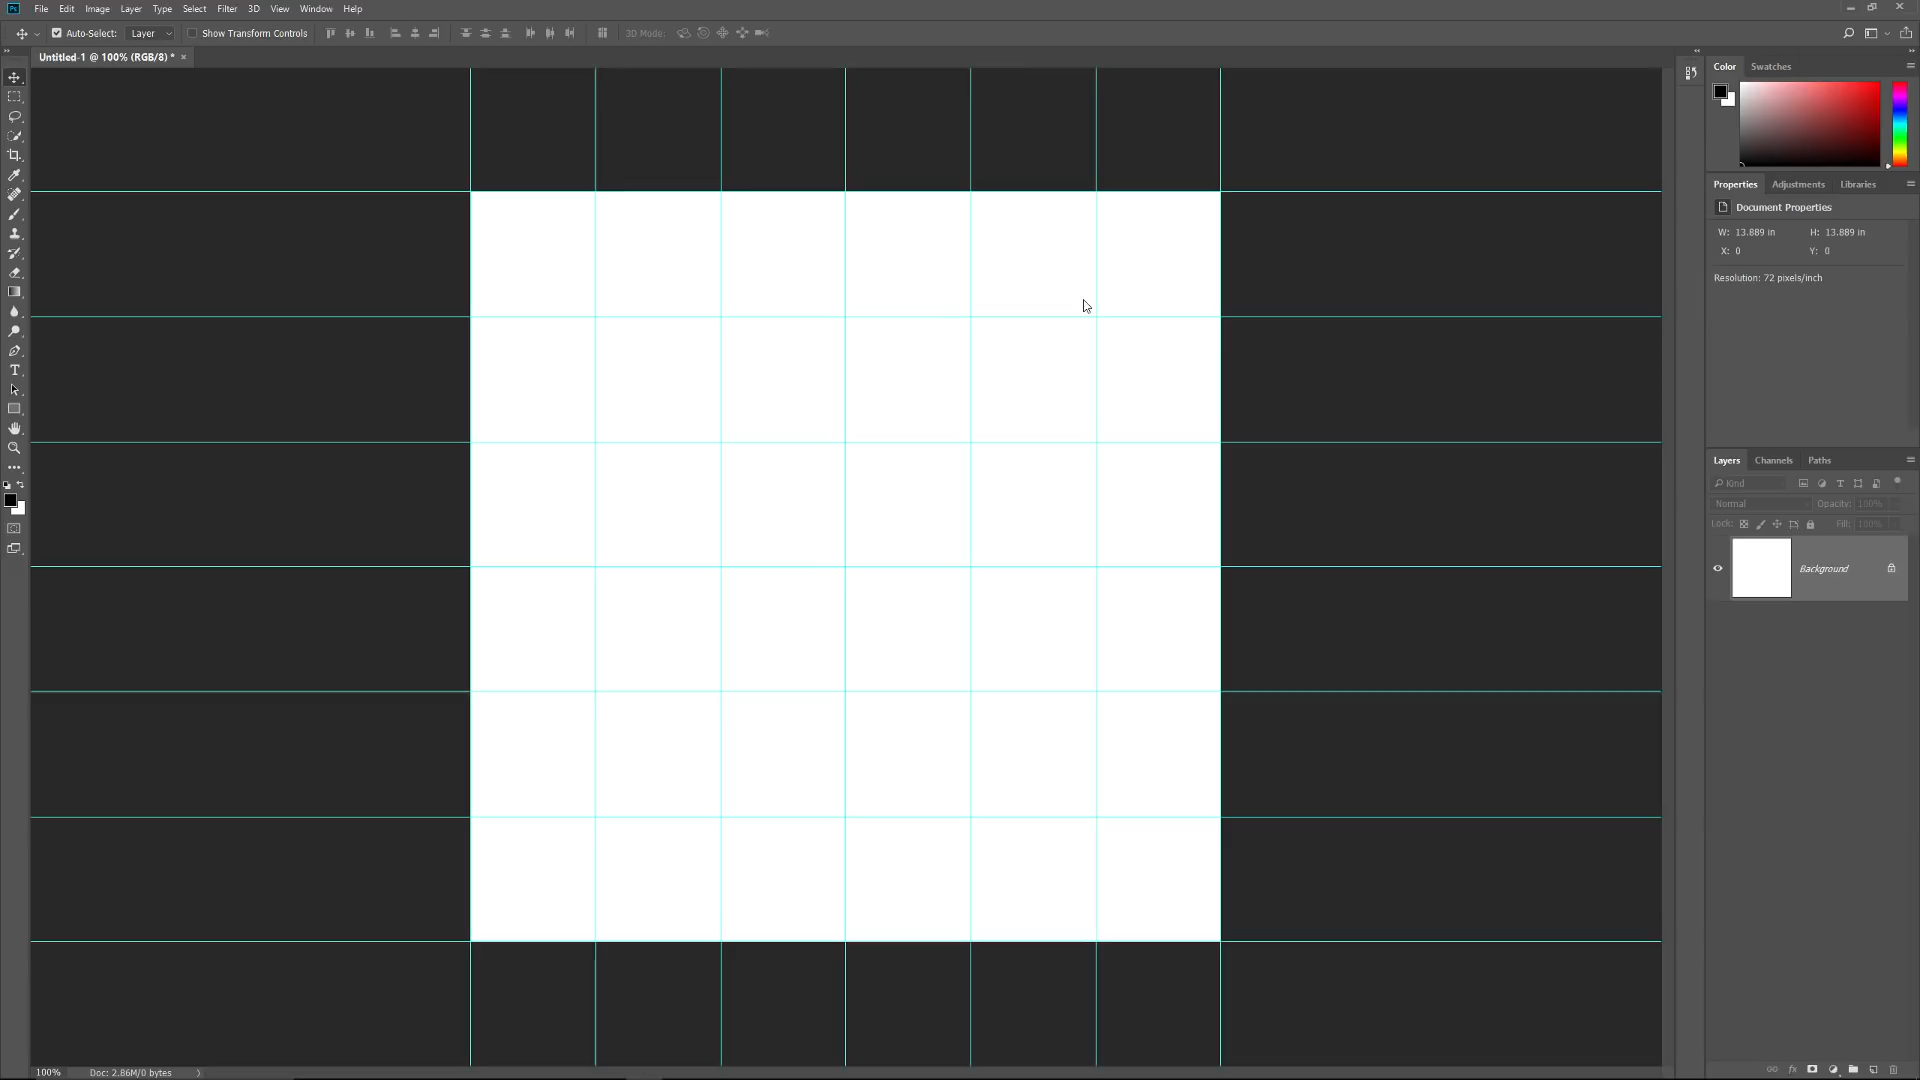 Ps File Edit Image Layer Type Select Filter 3D View Window Help
Auto-Select: Layer Show Transform Controls 3D Mode:
Untitled-1 @ 100% (RGB/8) * ×
Color Swatches
Properties Adjustments Libraries
Document Properties
W: 13.889 in H: 13.889 in
X: 0 Y: 0
Resolution: 72 pixels/inch
Layers Channels Paths
Kind
Normal Opacity: 100%
Lock: Fill: 100%
Background
fx
100% Doc: 2.86M/0 bytes